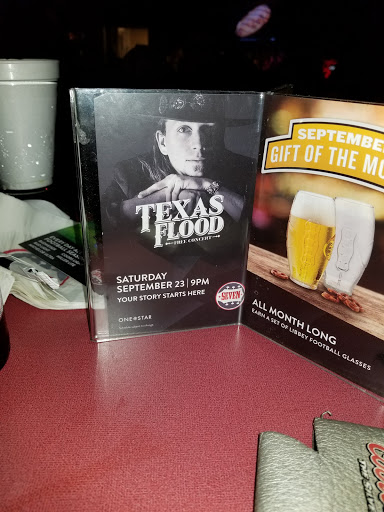 TEXAS
FLOOD
FREE CONCERT
SATURDAY
SEPTEMBER 23 | 9PM
YOUR STORY STARTS HERE
SEVEN
ONE STAR
SEPTEMBER
GIFT OF THE MO
ALL MONTH LONG
EARN A SET OF LIBBEY FOOTBALL GLASSES